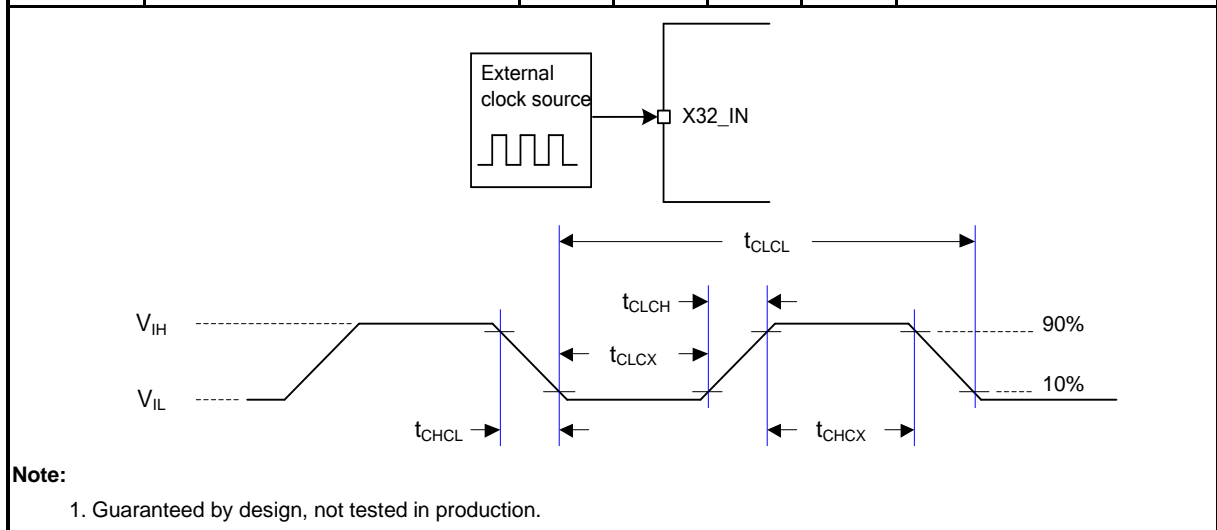 External
clock source
X32_IN
tCLCL
tCLCH
VIH
90%
tCLCX
VIL
10%
tCHCL
tCHCX
Note:
1. Guaranteed by design, not tested in production.